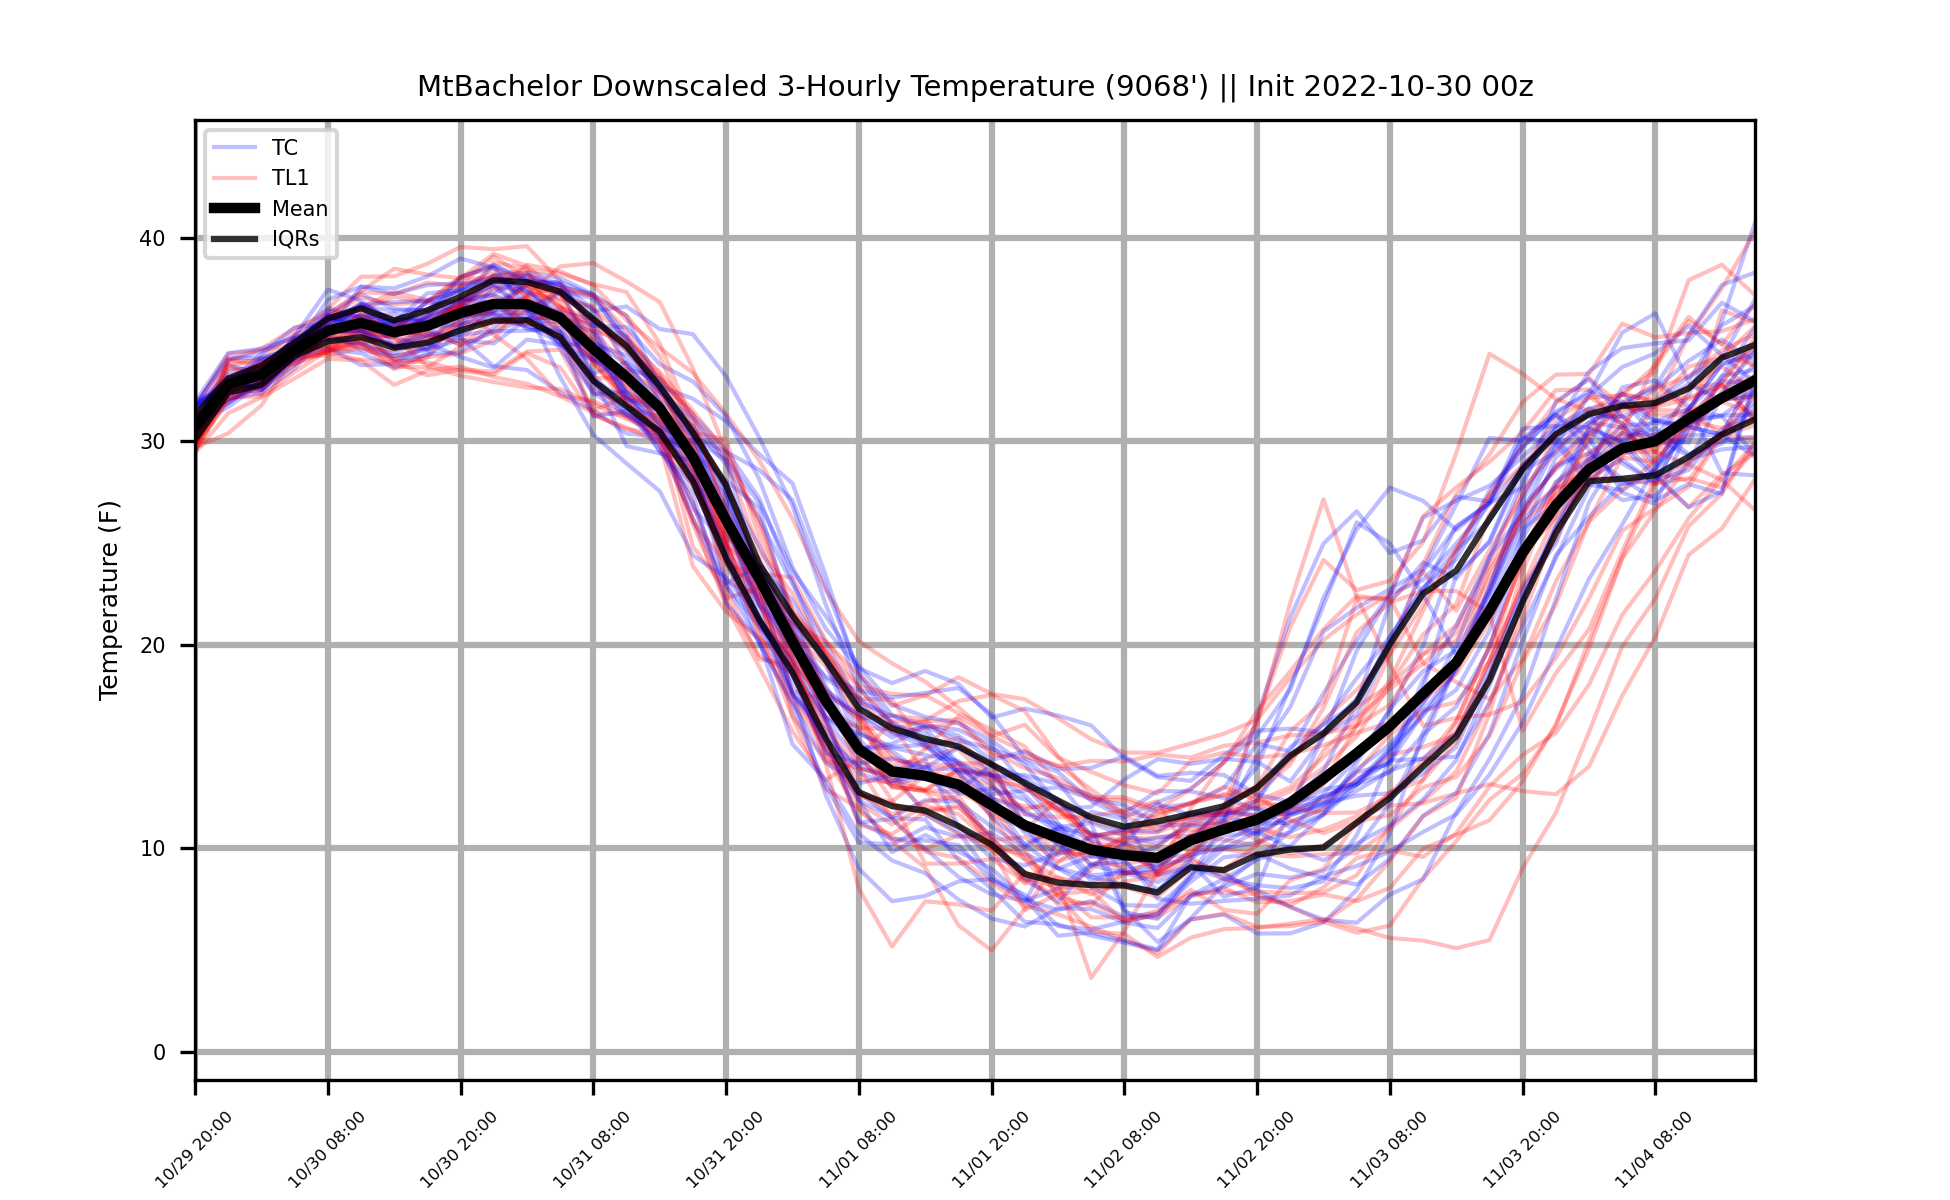 MtBachelor Downscaled 3-Hourly Temperature (9068') || Init 2022-10-30 00z
TC
TL1
Mean
IQRs
Temperature (F)
40
30
20
10
0
10/29 20:00
10/30 08:00
10/30 20:00
10/31 08:00
10/31 20:00
11/01 08:00
11/01 20:00
11/02 08:00
11/02 20:00
11/03 08:00
11/03 20:00
11/04 08:00